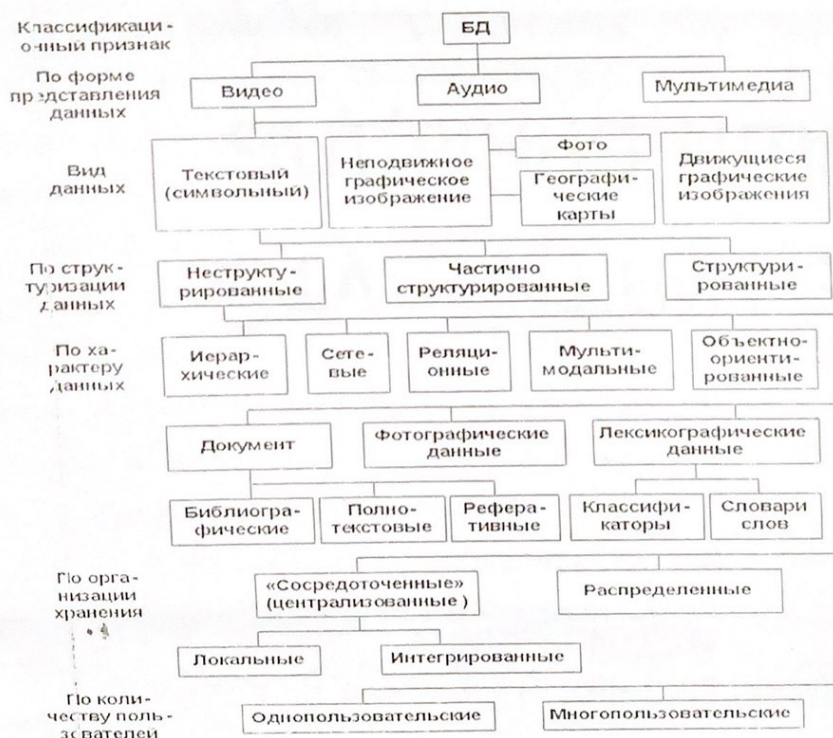 Классификаци-
онный признак
БД
По форме
представления
данных
Видео
Аудио
Мультимедиа
Вид
данных
Текстовый
(символьный)
Неподвижное
графическое
изображение
Фото
Географи-
ческие
карты
Движущиеся
графические
изображения
По струк-
туризации
данных
Неструкту-
рированные
Частично
структурированные
Структури-
рованные
По ха-
рактеру
данных
Иерар-
хические
Сете-
вые
Реляци-
онные
Мульти-
модальные
Объектно-
ориенти-
рованные
Документ
Фотографические
данные
Лексикографические
данные
Библиогра-
фические
Полно-
текстовые
Рефера-
тивные
Классифи-
каторы
Словари
слов
По орга-
низации
хранения
«Сосредоточенные»
(централизованные )
Распределенные
Локальные
Интегрированные
По коли-
честву поль-
зователей
Однопользовательские
Многопользовательские